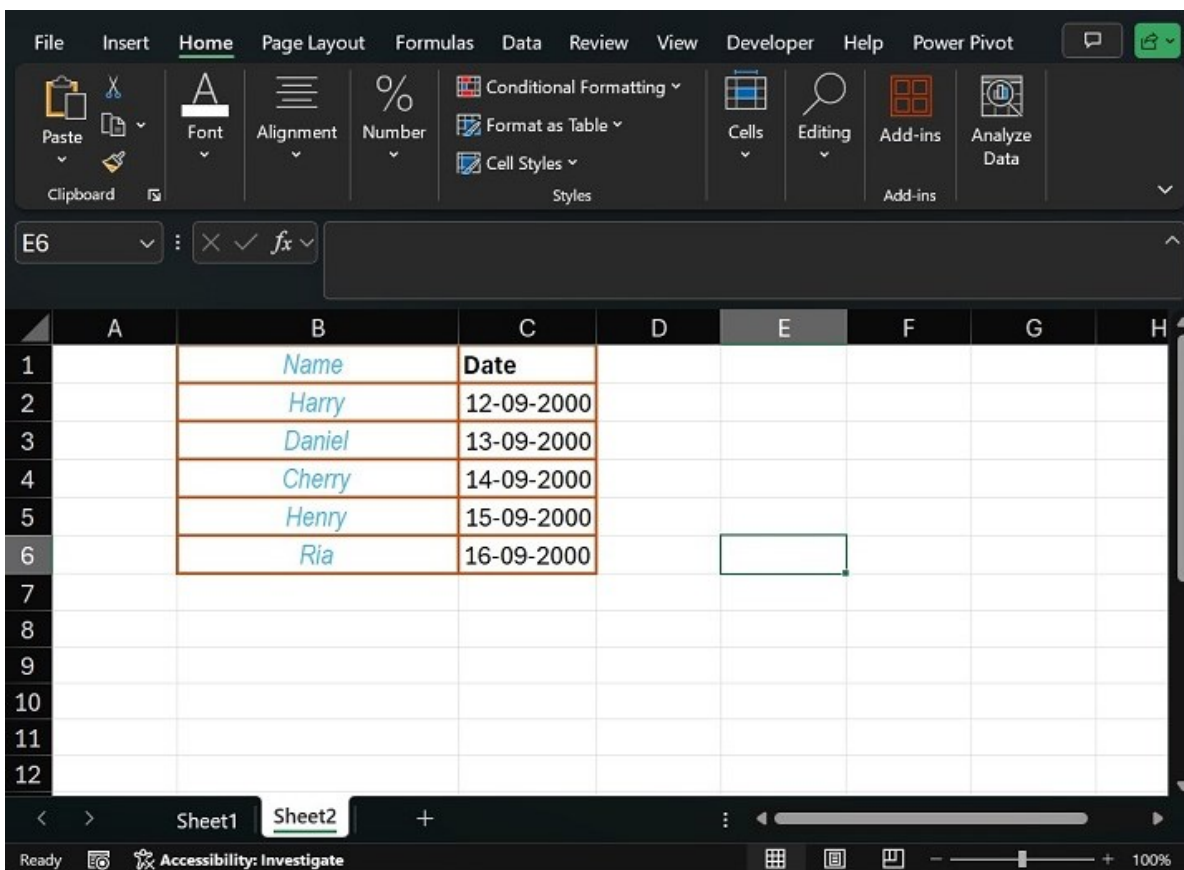 File Insert Home Page Layout Formulas Data Review View Developer Help Power Pivot
Paste
Font
Alignment
Number
Conditional Formatting
Format as Table
Cell Styles
Cells
Editing
Add-ins
Analyze
Data
Clipboard
Styles
Add-ins
E6 fx
A B C D E F G H
1 Name Date
2 Harry 12-09-2000
3 Daniel 13-09-2000
4 Cherry 14-09-2000
5 Henry 15-09-2000
6 Ria 16-09-2000
7
8
9
10
11
12
Sheet1 Sheet2 +
Ready Accessibility: Investigate - + 100%